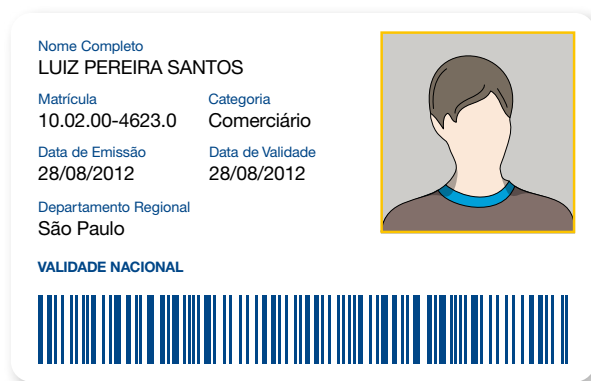 Nome Completo
LUIZ PEREIRA SANTOS
Matrícula Categoria
10.02.00-4623.0 Comerciário
Data de Emissão Data de Validade
28/08/2012 28/08/2012
Departamento Regional
São Paulo
VALIDADE NACIONAL